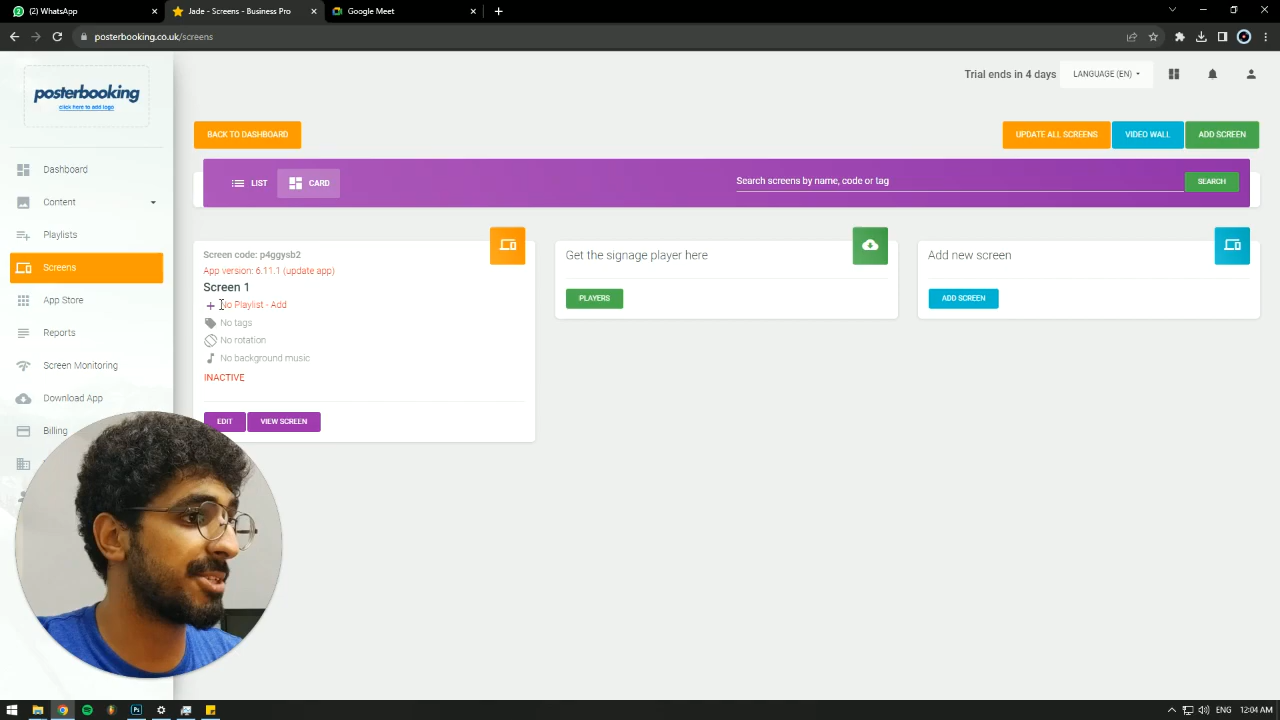 (2) WhatsApp
Jade - Screens - Business Pro
Google Meet
posterbooking.co.uk/screens
posterbooking
click here to add logo
Trial ends in 4 days
LANGUAGE (EN)
BACK TO DASHBOARD
UPDATE ALL SCREENS
VIDEO WALL
ADD SCREEN
LIST
CARD
Search screens by name, code or tag
SEARCH
Dashboard
Content
Playlists
Screens
App Store
Reports
Screen Monitoring
Download App
Billing
Screen code: p4ggysb2
App version: 6.11.1 (update app)
Screen 1
No Playlist - Add
No tags
No rotation
No background music
INACTIVE
EDIT
VIEW SCREEN
Get the signage player here
PLAYERS
Add new screen
ADD SCREEN
ENG
12:04 AM